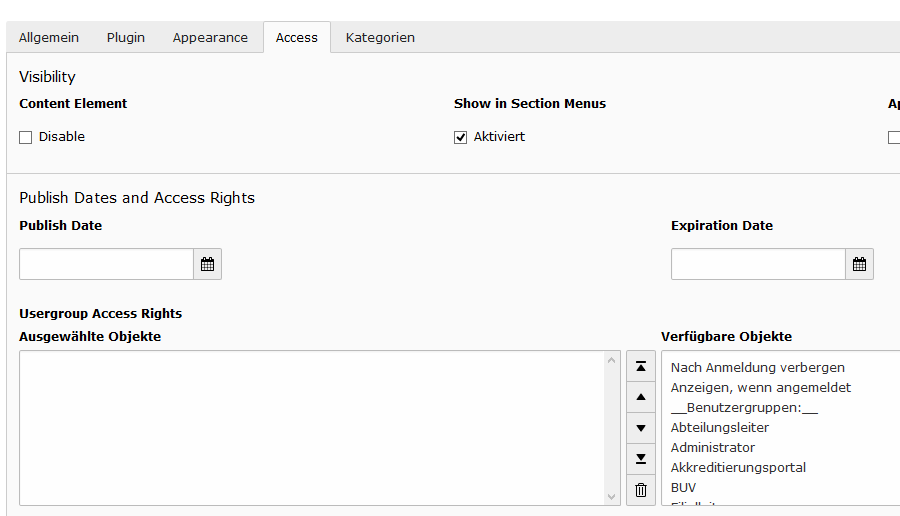 Allgemein Plugin Appearance Access Kategorien
Visibility
Content Element Show in Section Menus
Disable Aktiviert
Publish Dates and Access Rights
Publish Date Expiration Date
Usergroup Access Rights
Ausgewählte Objekte Verfügbare Objekte
Nach Anmeldung verbergen
Anzeigen, wenn angemeldet
__Benutzergruppen:__
Abteilungsleiter
Administrator
Akkreditierungsportal
BUV